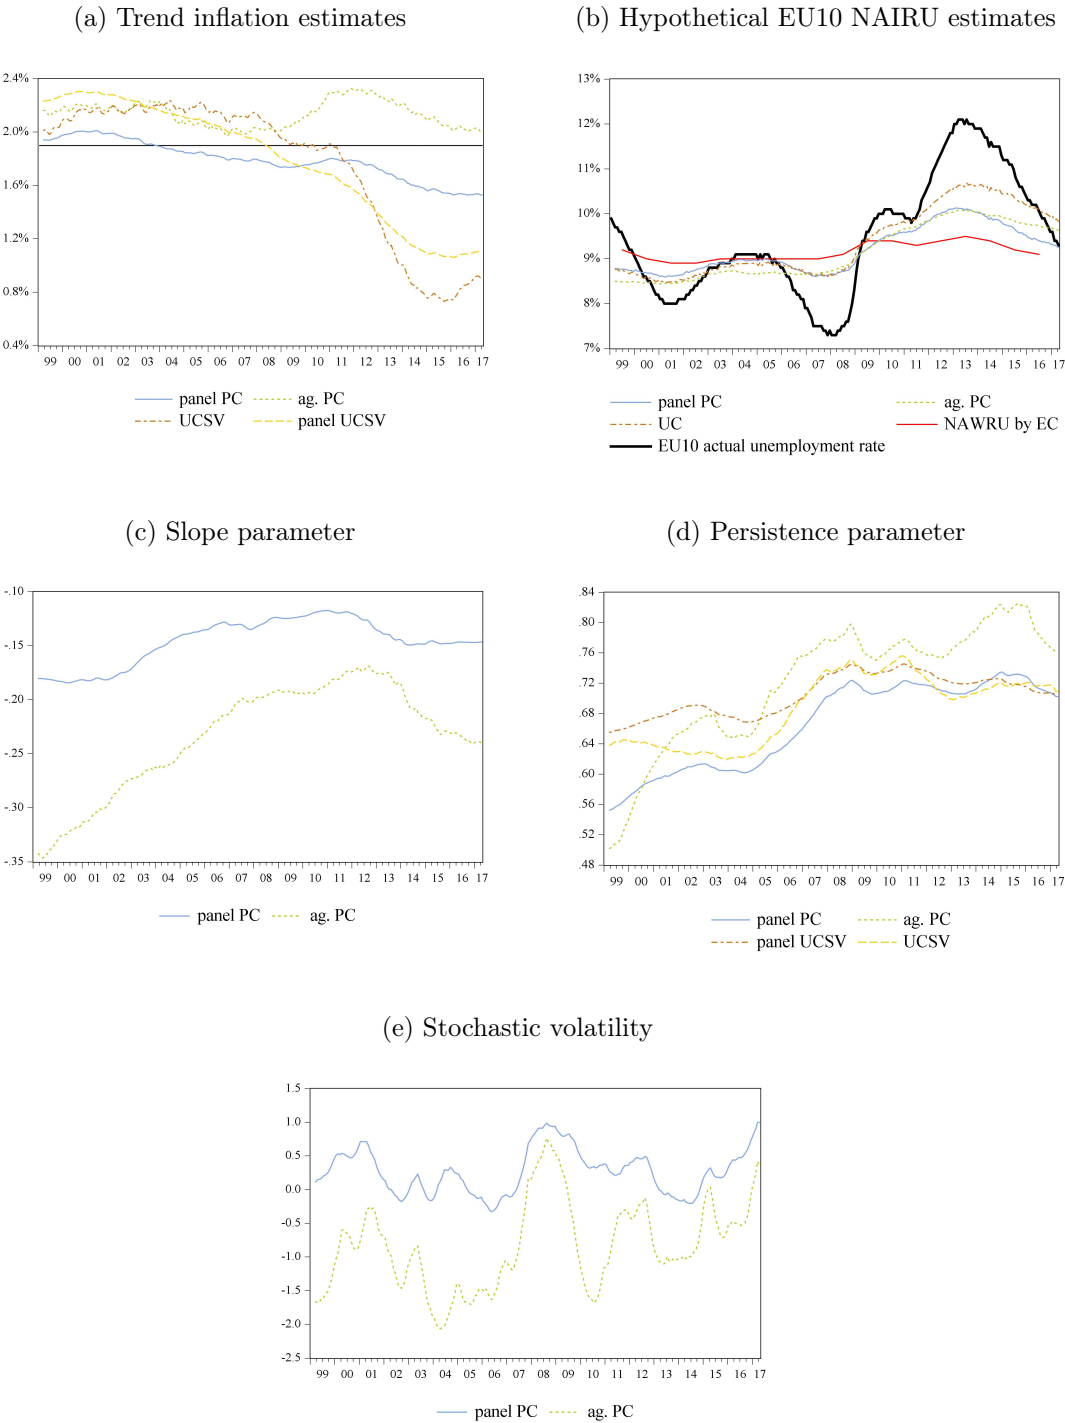 (a) Trend inflation estimates
2.4%
2.0%
1.6%
1.2%
0.8%
0.4%
99 00 01 02 03 04 05 06 07 08 09 10 11 12 13 14 15 16 17
panel PC ag. PC
UCSV panel UCSV
(b) Hypothetical EU10 NAIRU estimates
13%
12%
11%
10%
9%
8%
7%
99 00 01 02 03 04 05 06 07 08 09 10 11 12 13 14 15 16 17
panel PC ag. PC
UC NAWRU by EC
EU10 actual unemployment rate
(c) Slope parameter
-.10
-.15
-.20
-.25
-.30
-.35
99 00 01 02 03 04 05 06 07 08 09 10 11 12 13 14 15 16 17
panel PC ag. PC
(d) Persistence parameter
.84
.80
.76
.72
.68
.64
.60
.56
.52
.48
99 00 01 02 03 04 05 06 07 08 09 10 11 12 13 14 15 16 17
panel PC ag. PC
panel UCSV UCSV
(e) Stochastic volatility
1.5
1.0
0.5
0.0
-0.5
-1.0
-1.5
-2.0
-2.5
99 00 01 02 03 04 05 06 07 08 09 10 11 12 13 14 15 16 17
panel PC ag. PC